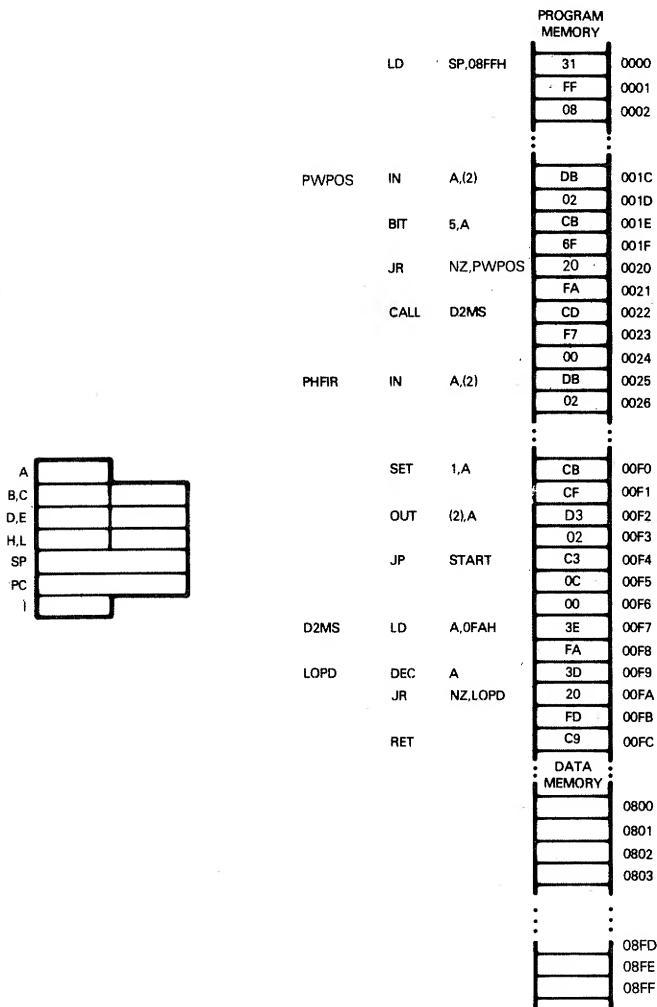 PROGRAM
MEMORY
LD SP,08FFH 31 0000
FF 0001
08 0002
PWPOS IN A,(2) DB 001C
02 001D
BIT 5,A CB 001E
6F 001F
JR NZ,PWPOS 20 0020
FA 0021
CALL D2MS CD 0022
F7 0023
00 0024
PHFIR IN A,(2) DB 0025
02 0026
SET 1,A CB 00F0
CF 00F1
OUT (2),A D3 00F2
02 00F3
JP START C3 00F4
0C 00F5
00 00F6
D2MS LD A,0FAH 3E 00F7
FA 00F8
LOPD DEC A 3D 00F9
JR NZ,LOPD 20 00FA
FD 00FB
RET C9 00FC
DATA
MEMORY
0800
0801
0802
0803
08FD
08FE
08FF
A
B,C
D,E
H,L
SP
PC